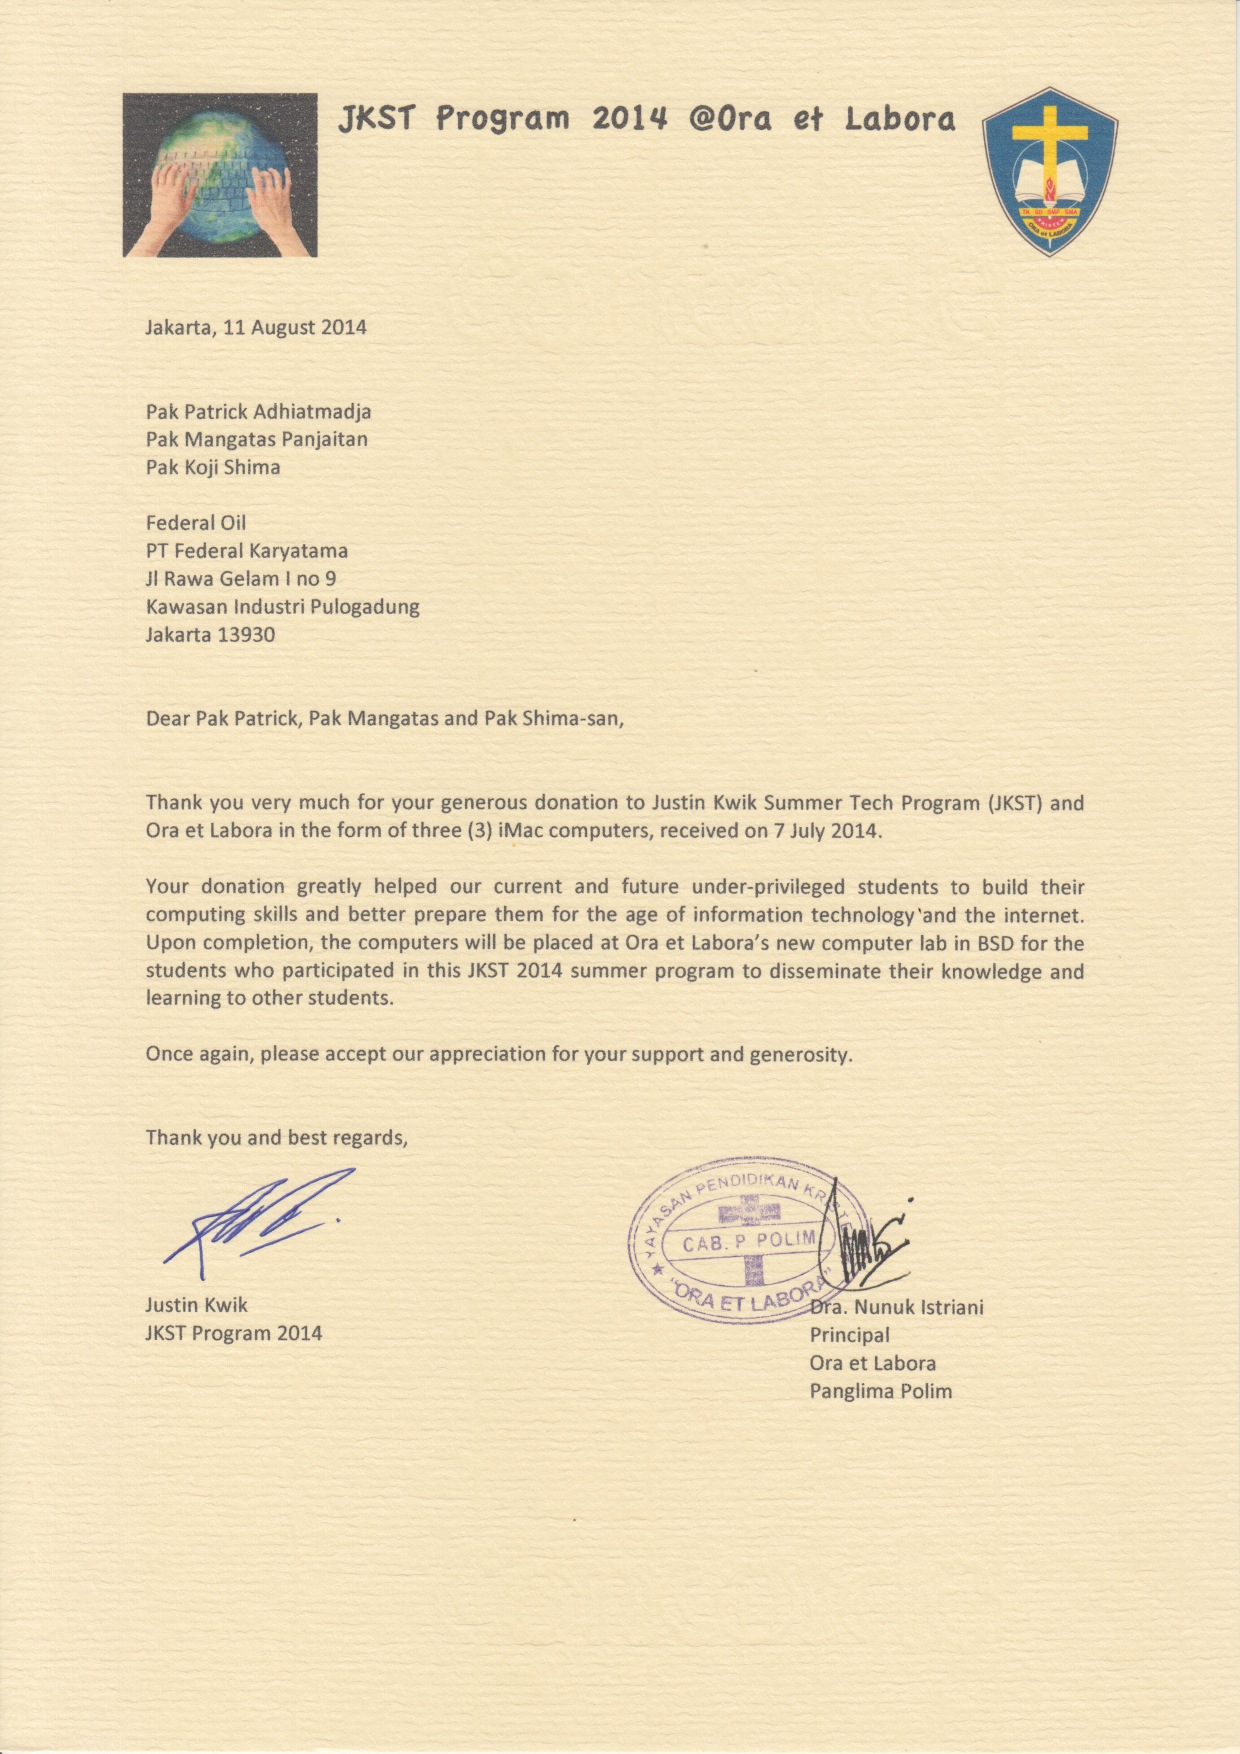 JKST Program 2014 @Ora et Labora
TK SD SMP SMA
KRISTEN
ORA et LABORA
Jakarta, 11 August 2014
Pak Patrick Adhiatmadja
Pak Mangatas Panjaitan
Pak Koji Shima
Federal Oil
PT Federal Karyatama
Jl Rawa Gelam I no 9
Kawasan Industri Pulogadung
Jakarta 13930
Dear Pak Patrick, Pak Mangatas and Pak Shima-san,
Thank you very much for your generous donation to Justin Kwik Summer Tech Program (JKST) and
Ora et Labora in the form of three (3) iMac computers, received on 7 July 2014.
Your donation greatly helped our current and future under-privileged students to build their
computing skills and better prepare them for the age of information technology and the internet.
Upon completion, the computers will be placed at Ora et Labora's new computer lab in BSD for the
students who participated in this JKST 2014 summer program to disseminate their knowledge and
learning to other students.
Once again, please accept our appreciation for your support and generosity.
Thank you and best regards,
YAYASAN PENDIDIKAN
CAB. P POLIM
"ORA ET LABORA"
Justin Kwik
JKST Program 2014
Dra. Nunuk Istriani
Principal
Ora et Labora
Panglima Polim